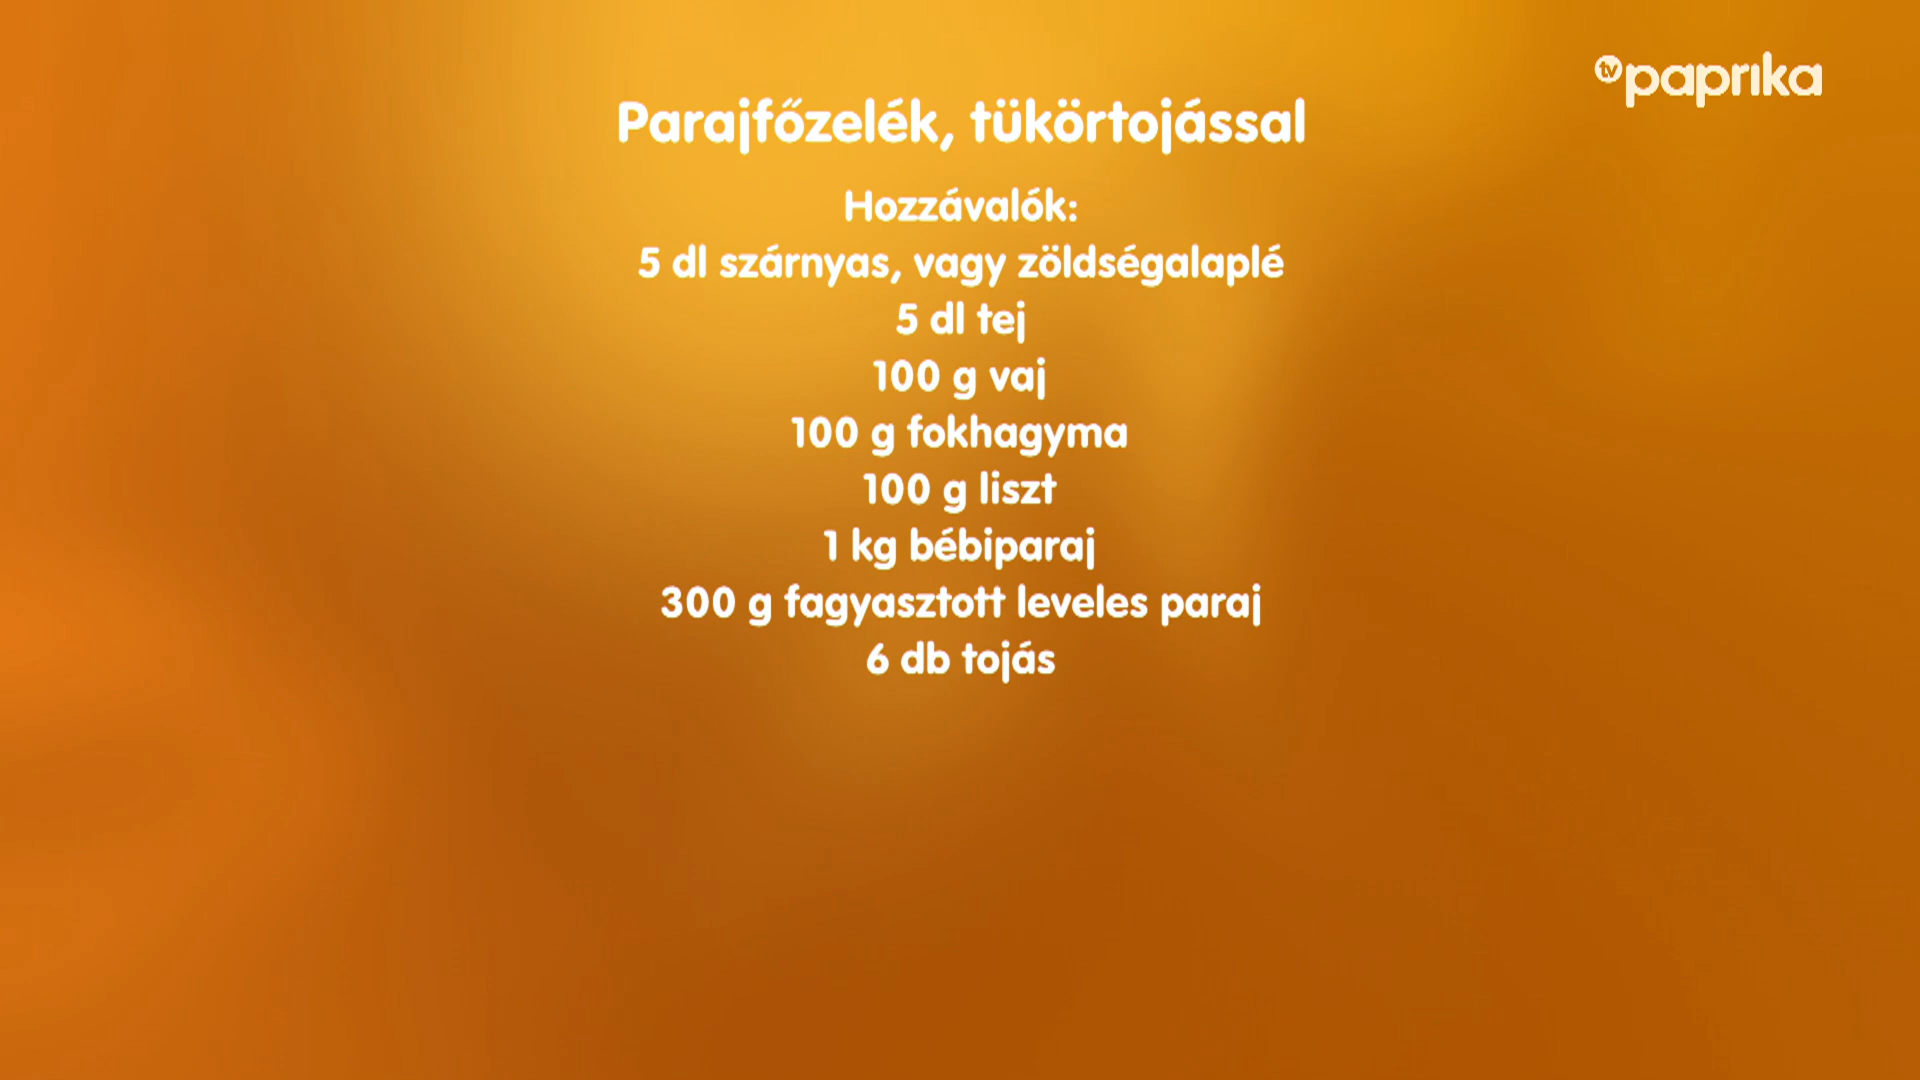 tv paprika
Parajfőzelék, tükörtojással
Hozzávalók:
5 dl szárnyas, vagy zöldségalaplé
5 dl tej
100 g vaj
100 g fokhagyma
100 g liszt
1 kg bébiparaj
300 g fagyasztott leveles paraj
6 db tojás